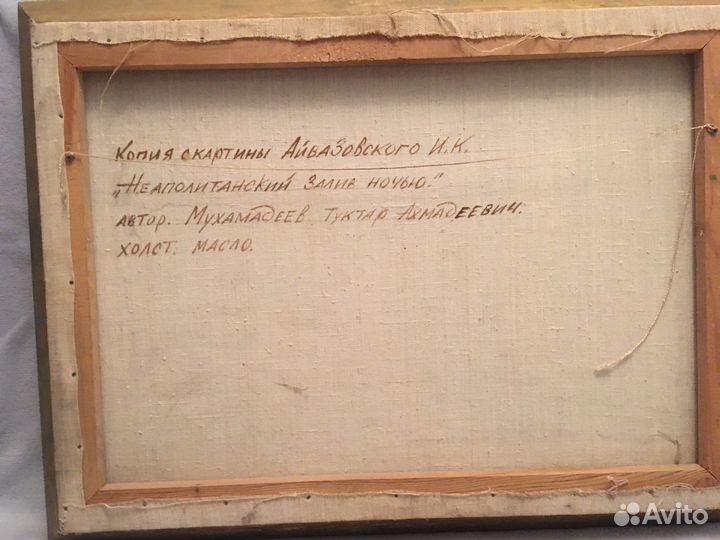 Копия с картины Айвазовского И.К.
„Неаполитанский залив ночью."
автор. Мухамадеев Туктар Ахмадеевич.
холст. масло.
Avito